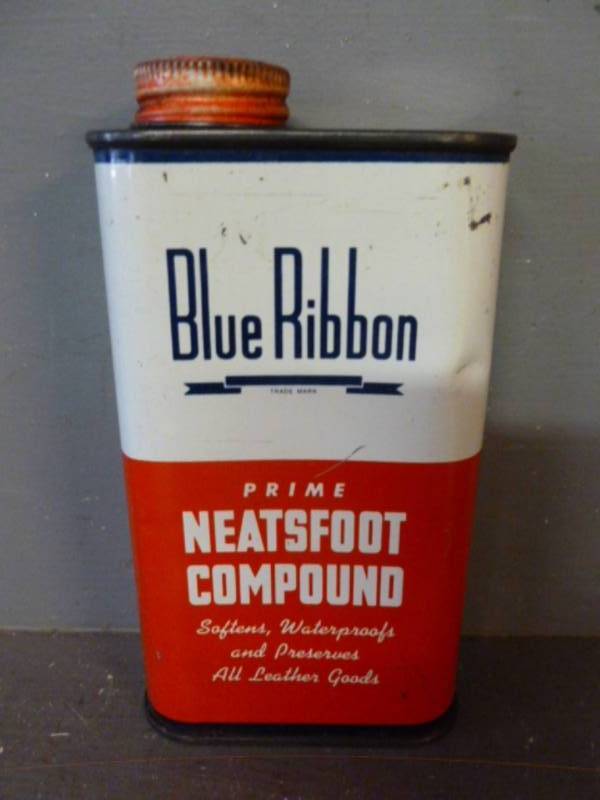 Blue Ribbon
TRADE MARK
PRIME
NEATSFOOT
COMPOUND
Softens, Waterproofs
and Preserves
All Leather Goods